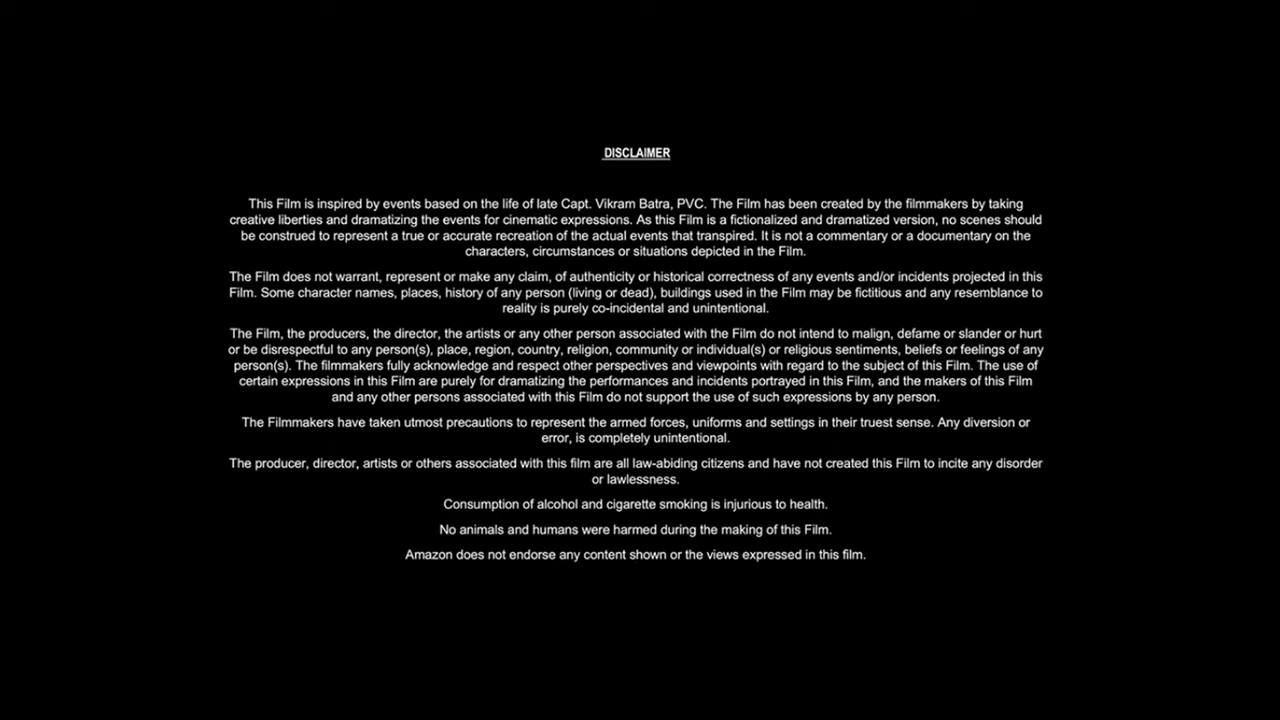 DISCLAIMER
This Film is inspired by events based on the life of late Capt. Vikram Batra, PVC. The Film has been created by the filmmakers by taking
creative liberties and dramatizing the events for cinematic expressions. As this Film is a fictionalized and dramatized version, no scenes should
be construed to represent a true or accurate recreation of the actual events that transpired. It is not a commentary or a documentary on the
characters, circumstances or situations depicted in the Film.
The Film does not warrant, represent or make any claim, of authenticity or historical correctness of any events and/or incidents projected in this
Film. Some character names, places, history of any person (living or dead), buildings used in the Film may be fictitious and any resemblance to
reality is purely co-incidental and unintentional.
The Film, the producers, the director, the artists or any other person associated with the Film do not intend to malign, defame or slander or hurt
or be disrespectful to any person(s), place, region, country, religion, community or individual(s) or religious sentiments, beliefs or feelings of any
person(s). The filmmakers fully acknowledge and respect other perspectives and viewpoints with regard to the subject of this Film. The use of
certain expressions in this Film are purely for dramatizing the performances and incidents portrayed in this Film, and the makers of this Film
and any other persons associated with this Film do not support the use of such expressions by any person.
The Filmmakers have taken utmost precautions to represent the armed forces, uniforms and settings in their truest sense. Any diversion or
error, is completely unintentional.
The producer, director, artists or others associated with this film are all law-abiding citizens and have not created this Film to incite any disorder
or lawlessness.
Consumption of alcohol and cigarette smoking is injurious to health.
No animals and humans were harmed during the making of this Film.
Amazon does not endorse any content shown or the views expressed in this film.